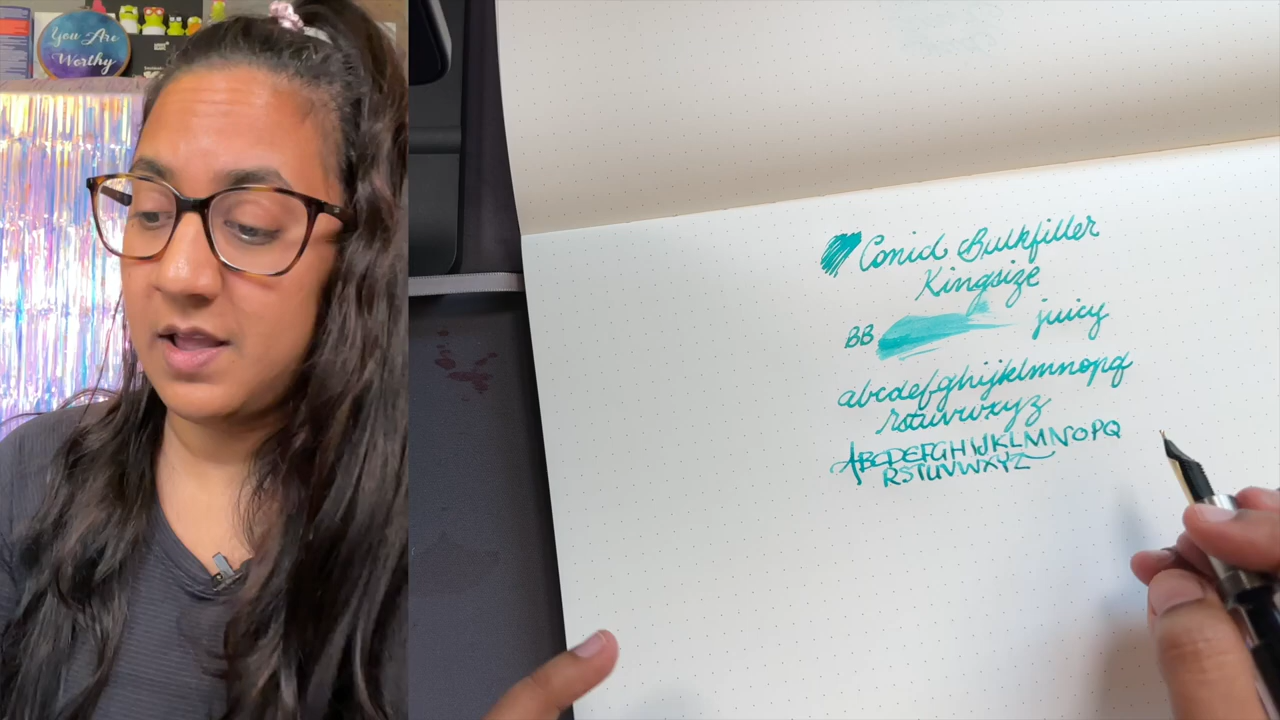 You Are
Worthy
Conid Bulkfiller
Kingsize
BB juicy
abcdefghijklmnopq
rstuvwxyz
ABCDEFGHIJKLMNOPQ
RSTUVWXYZ